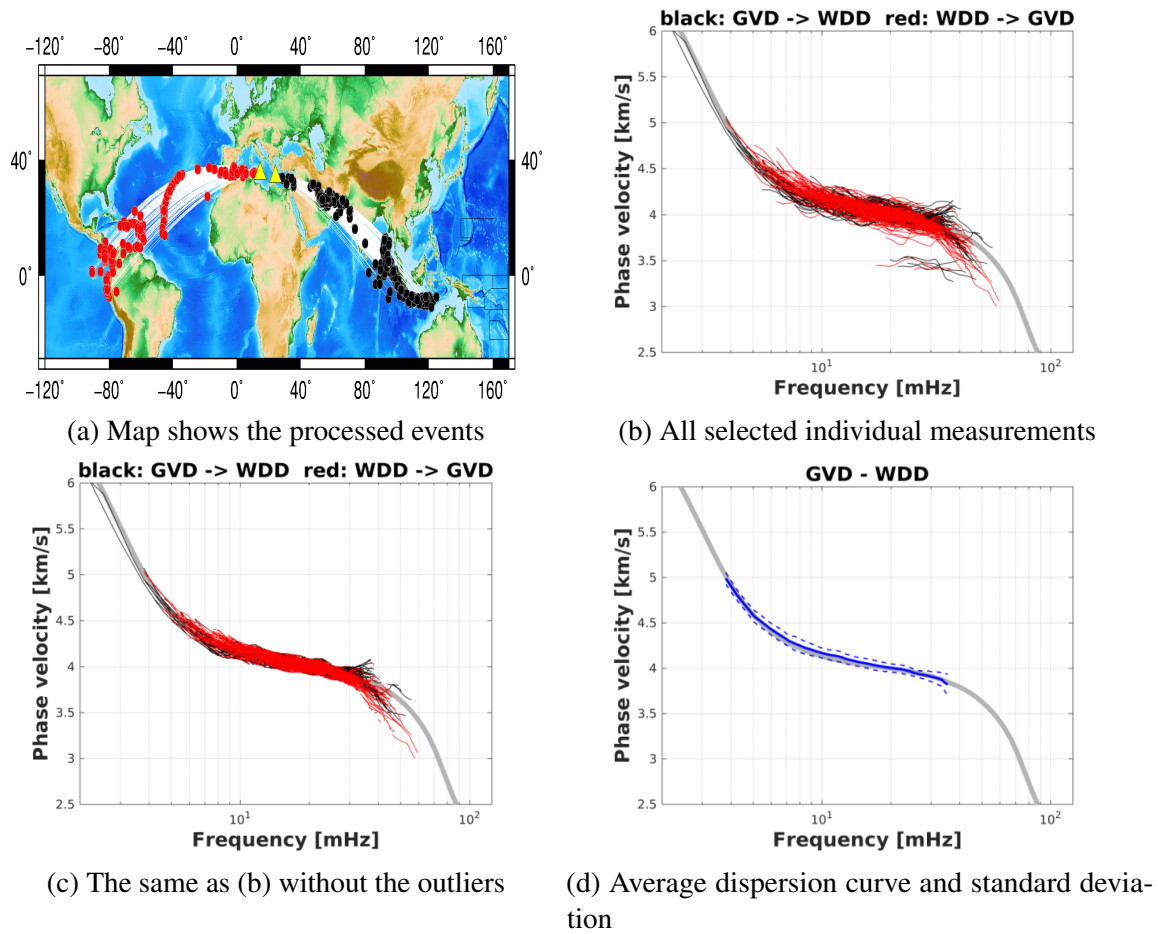 −120° −80° −40° 0° 40° 80° 120° 160°
40° 40°
0° 0°
−120° −80° −40° 0° 40° 80° 120° 160°
(a) Map shows the processed events
black: GVD -> WDD  red: WDD -> GVD
6
5.5
5
4.5
4
3.5
3
2.5
Phase velocity [km/s]
10¹ 10²
Frequency [mHz]
(b) All selected individual measurements
black: GVD -> WDD  red: WDD -> GVD
6
5.5
5
4.5
4
3.5
3
2.5
Phase velocity [km/s]
10¹ 10²
Frequency [mHz]
(c) The same as (b) without the outliers
GVD - WDD
6
5.5
5
4.5
4
3.5
3
2.5
Phase velocity [km/s]
10¹ 10²
Frequency [mHz]
(d) Average dispersion curve and standard devia-
tion